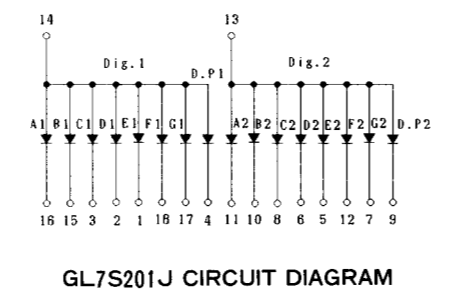 14 13
Dig.1 Dig.2
D.P1
A1 B1 C1 D1 E1 F1 G1 A2 B2 C2 D2 E2 F2 G2 D.P2
16 15 3 2 1 18 17 4 11 10 8 6 5 12 7 9
GL7S201J CIRCUIT DIAGRAM